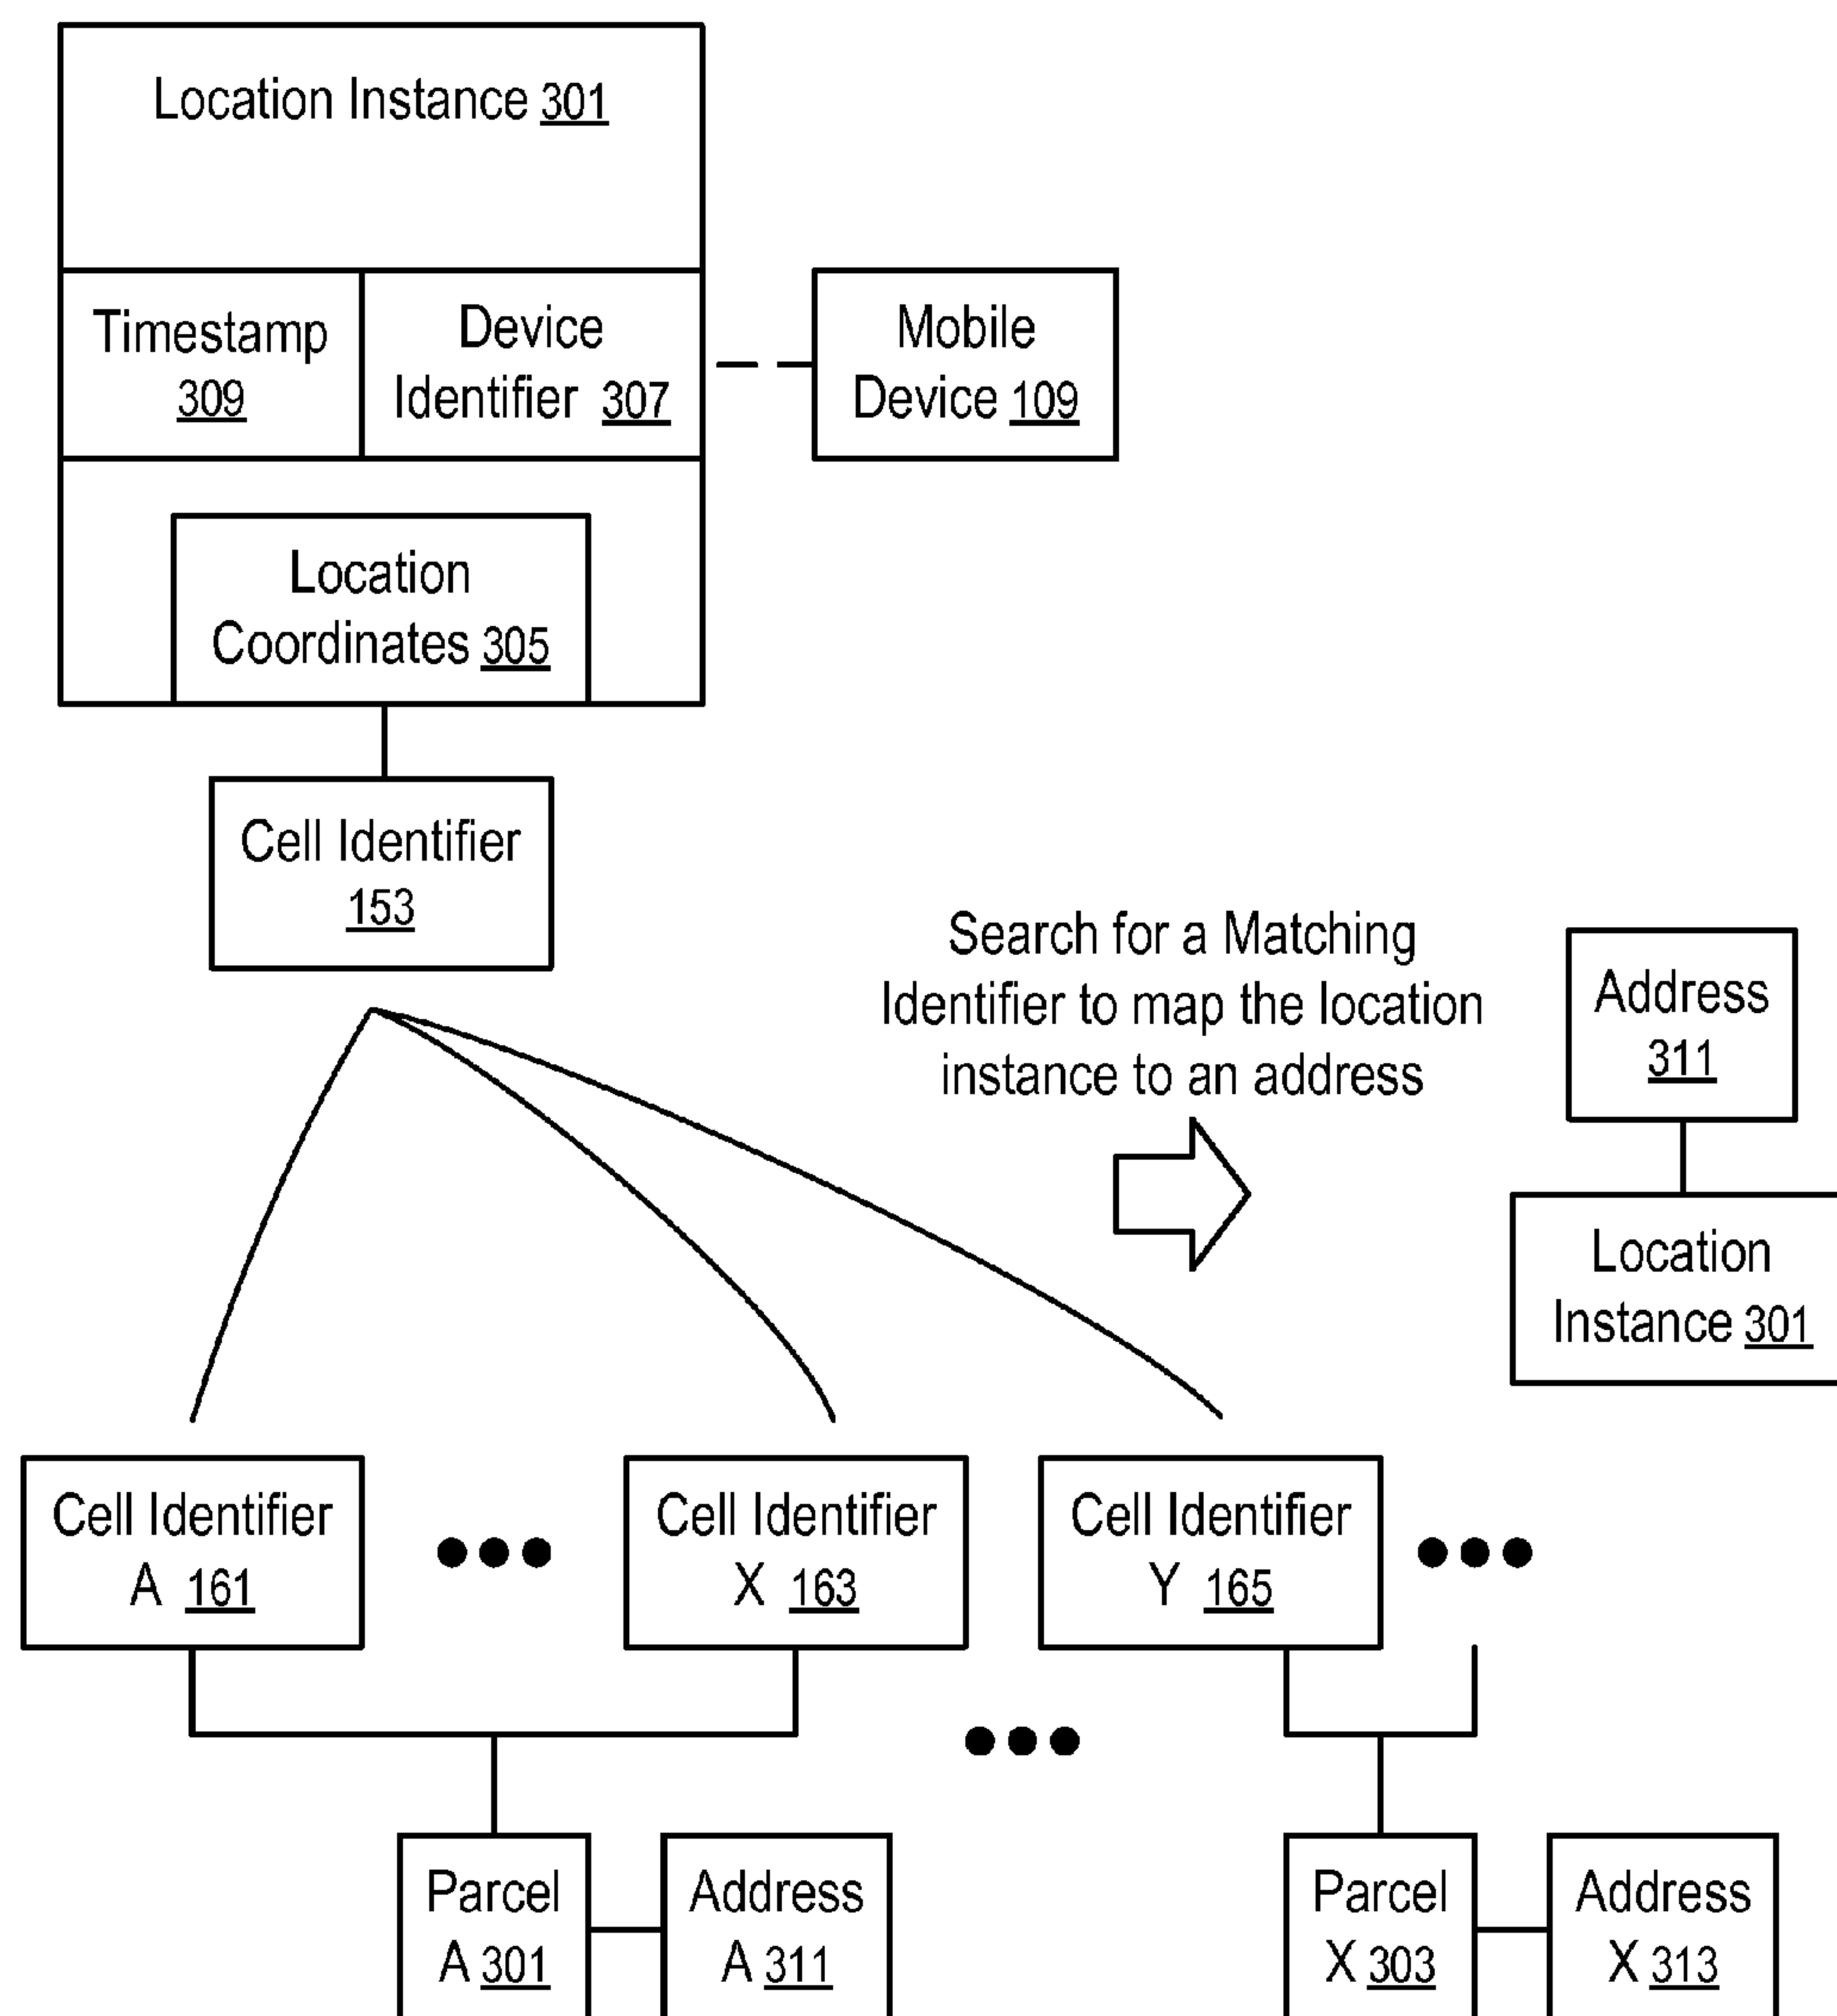 Location Instance 301
Timestamp
309
Device
Identifier 307
Mobile
Device 109
Location
Coordinates 305
Cell Identifier
153
Search for a Matching
Identifier to map the location
instance to an address
Address
311
Location
Instance 301
Cell Identifier
A 161
Cell Identifier
X 163
Cell Identifier
Y 165
Parcel
A 301
Address
A 311
Parcel
X 303
Address
X 313